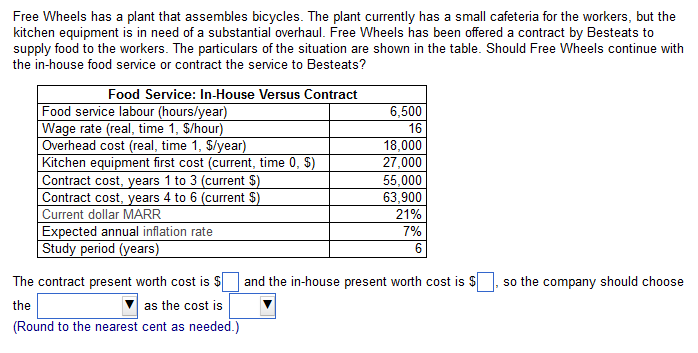 Free Wheels has a plant that assembles bicycles. The plant currently has a small cafeteria for the workers, but the
kitchen equipment is in need of a substantial overhaul. Free Wheels has been offered a contract by Besteats to
supply food to the workers. The particulars of the situation are shown in the table. Should Free Wheels continue with
the in-house food service or contract the service to Besteats?
Food Service: In-House Versus Contract
Food service labour (hours/year) 6,500
Wage rate (real, time 1, $/hour) 16
Overhead cost (real, time 1, $/year) 18,000
Kitchen equipment first cost (current, time 0, $) 27,000
Contract cost, years 1 to 3 (current $) 55,000
Contract cost, years 4 to 6 (current $) 63,900
Current dollar MARR 21%
Expected annual inflation rate 7%
Study period (years) 6
The contract present worth cost is $ and the in-house present worth cost is $ , so the company should choose
the ▼ as the cost is ▼
(Round to the nearest cent as needed.)